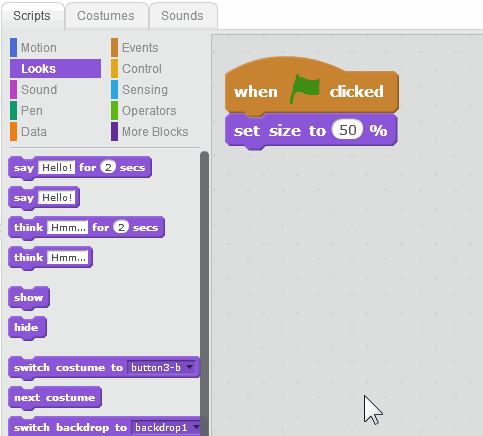 Scripts Costumes Sounds
Motion Events
Looks Control
Sound Sensing
Pen Operators
Data More Blocks
say Hello! for 2 secs
say Hello!
think Hmm... for 2 secs
think Hmm...
show
hide
switch costume to button3-b
next costume
switch backdrop to backdrop1
when clicked
set size to 50 %